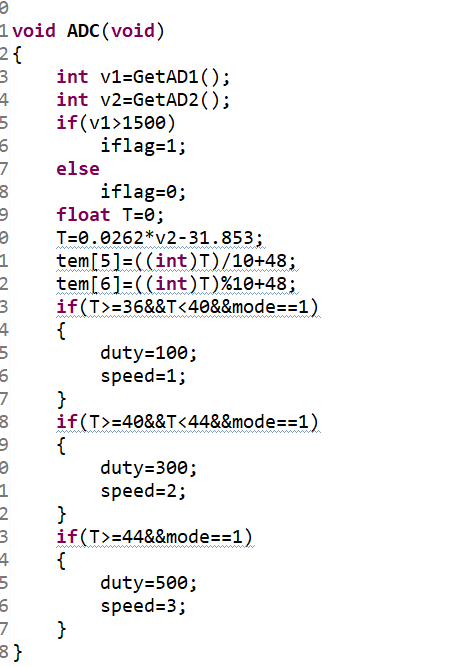 0
1 void ADC(void)
2 {
3     int v1=GetAD1();
4     int v2=GetAD2();
5     if(v1>1500)
6         iflag=1;
7     else
8         iflag=0;
9     float T=0;
0     T=0.0262*v2-31.853;
1     tem[5]=((int)T)/10+48;
2     tem[6]=((int)T)%10+48;
3     if(T>=36&&T<40&&mode==1)
4     {
5         duty=100;
6         speed=1;
7     }
8     if(T>=40&&T<44&&mode==1)
9     {
0         duty=300;
1         speed=2;
2     }
3     if(T>=44&&mode==1)
4     {
5         duty=500;
6         speed=3;
7     }
8 }